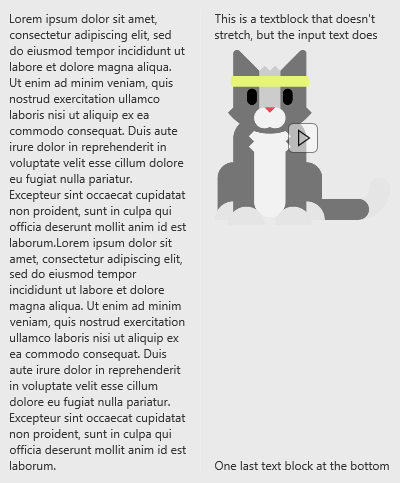 Lorem ipsum dolor sit amet,
consectetur adipiscing elit, sed
do eiusmod tempor incididunt ut
labore et dolore magna aliqua.
Ut enim ad minim veniam, quis
nostrud exercitation ullamco
laboris nisi ut aliquip ex ea
commodo consequat. Duis aute
irure dolor in reprehenderit in
voluptate velit esse cillum dolore
eu fugiat nulla pariatur.
Excepteur sint occaecat cupidatat
non proident, sunt in culpa qui
officia deserunt mollit anim id est
laborum.Lorem ipsum dolor sit
amet, consectetur adipiscing elit,
sed do eiusmod tempor
incididunt ut labore et dolore
magna aliqua. Ut enim ad minim
veniam, quis nostrud exercitation
ullamco laboris nisi ut aliquip ex
ea commodo consequat. Duis
aute irure dolor in reprehenderit
in voluptate velit esse cillum
dolore eu fugiat nulla pariatur.
Excepteur sint occaecat cupidatat
non proident, sunt in culpa qui
officia deserunt mollit anim id est
laborum.
This is a textblock that doesn't
stretch, but the input text does
One last text block at the bottom